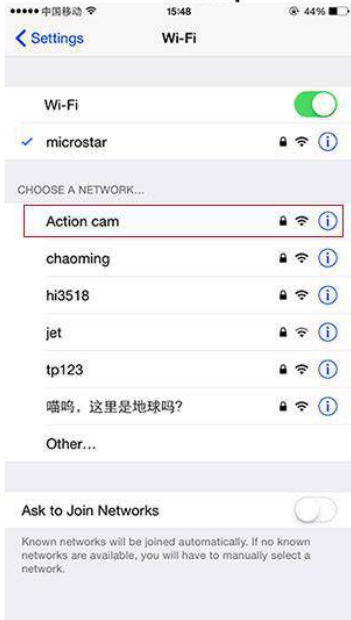 中国移动 15:48 44%
Settings Wi-Fi
Wi-Fi
microstar
CHOOSE A NETWORK...
Action cam
chaoming
hi3518
jet
tp123
喵呜，这里是地球吗?
Other...
Ask to Join Networks
Known networks will be joined automatically. If no known
networks are available, you will have to manually select a
network.